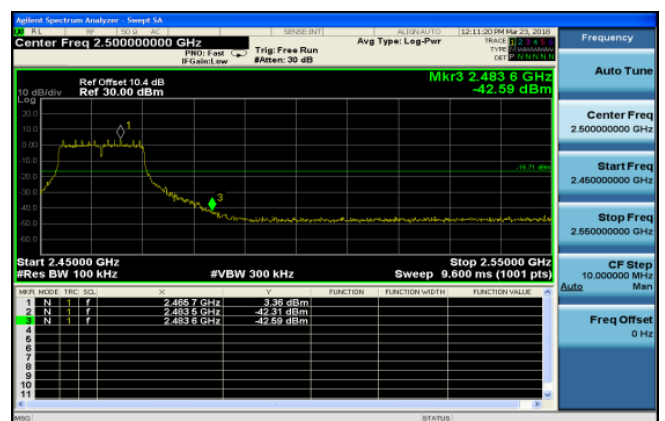 Agilent Spectrum Analyzer - Swept SA
RL RF 50 Ω AC SENSE:INT ALIGN AUTO 12:11:20 PM Mar 23, 2018
Center Freq 2.500000000 GHz
PNO: Fast
IFGain:Low
Trig: Free Run
#Atten: 30 dB
Avg Type: Log-Pwr
TRACE 1 2 3 4 5 6
TYPE
DET P N N N N N
Ref Offset 10.4 dB
Ref 30.00 dBm
10 dB/div
Log
Mkr3 2.483 6 GHz
-42.59 dBm
20.0
10.0
0.00
-10.0
-20.0
-30.0
-40.0
-50.0
-60.0
1
3
Start 2.45000 GHz
Stop 2.55000 GHz
#Res BW 100 kHz
#VBW 300 kHz
Sweep 9.600 ms (1001 pts)
MKR MODE TRC SCL X Y FUNCTION FUNCTION WIDTH FUNCTION VALUE
1 N 1 f 2.465 7 GHz 3.36 dBm
2 N 1 f 2.483 5 GHz -42.31 dBm
3 N 1 f 2.483 6 GHz -42.59 dBm
4
5
6
7
8
9
10
11
MSG STATUS
Frequency
Auto Tune
Center Freq
2.500000000 GHz
Start Freq
2.450000000 GHz
Stop Freq
2.550000000 GHz
CF Step
10.000000 MHz
Auto Man
Freq Offset
0 Hz